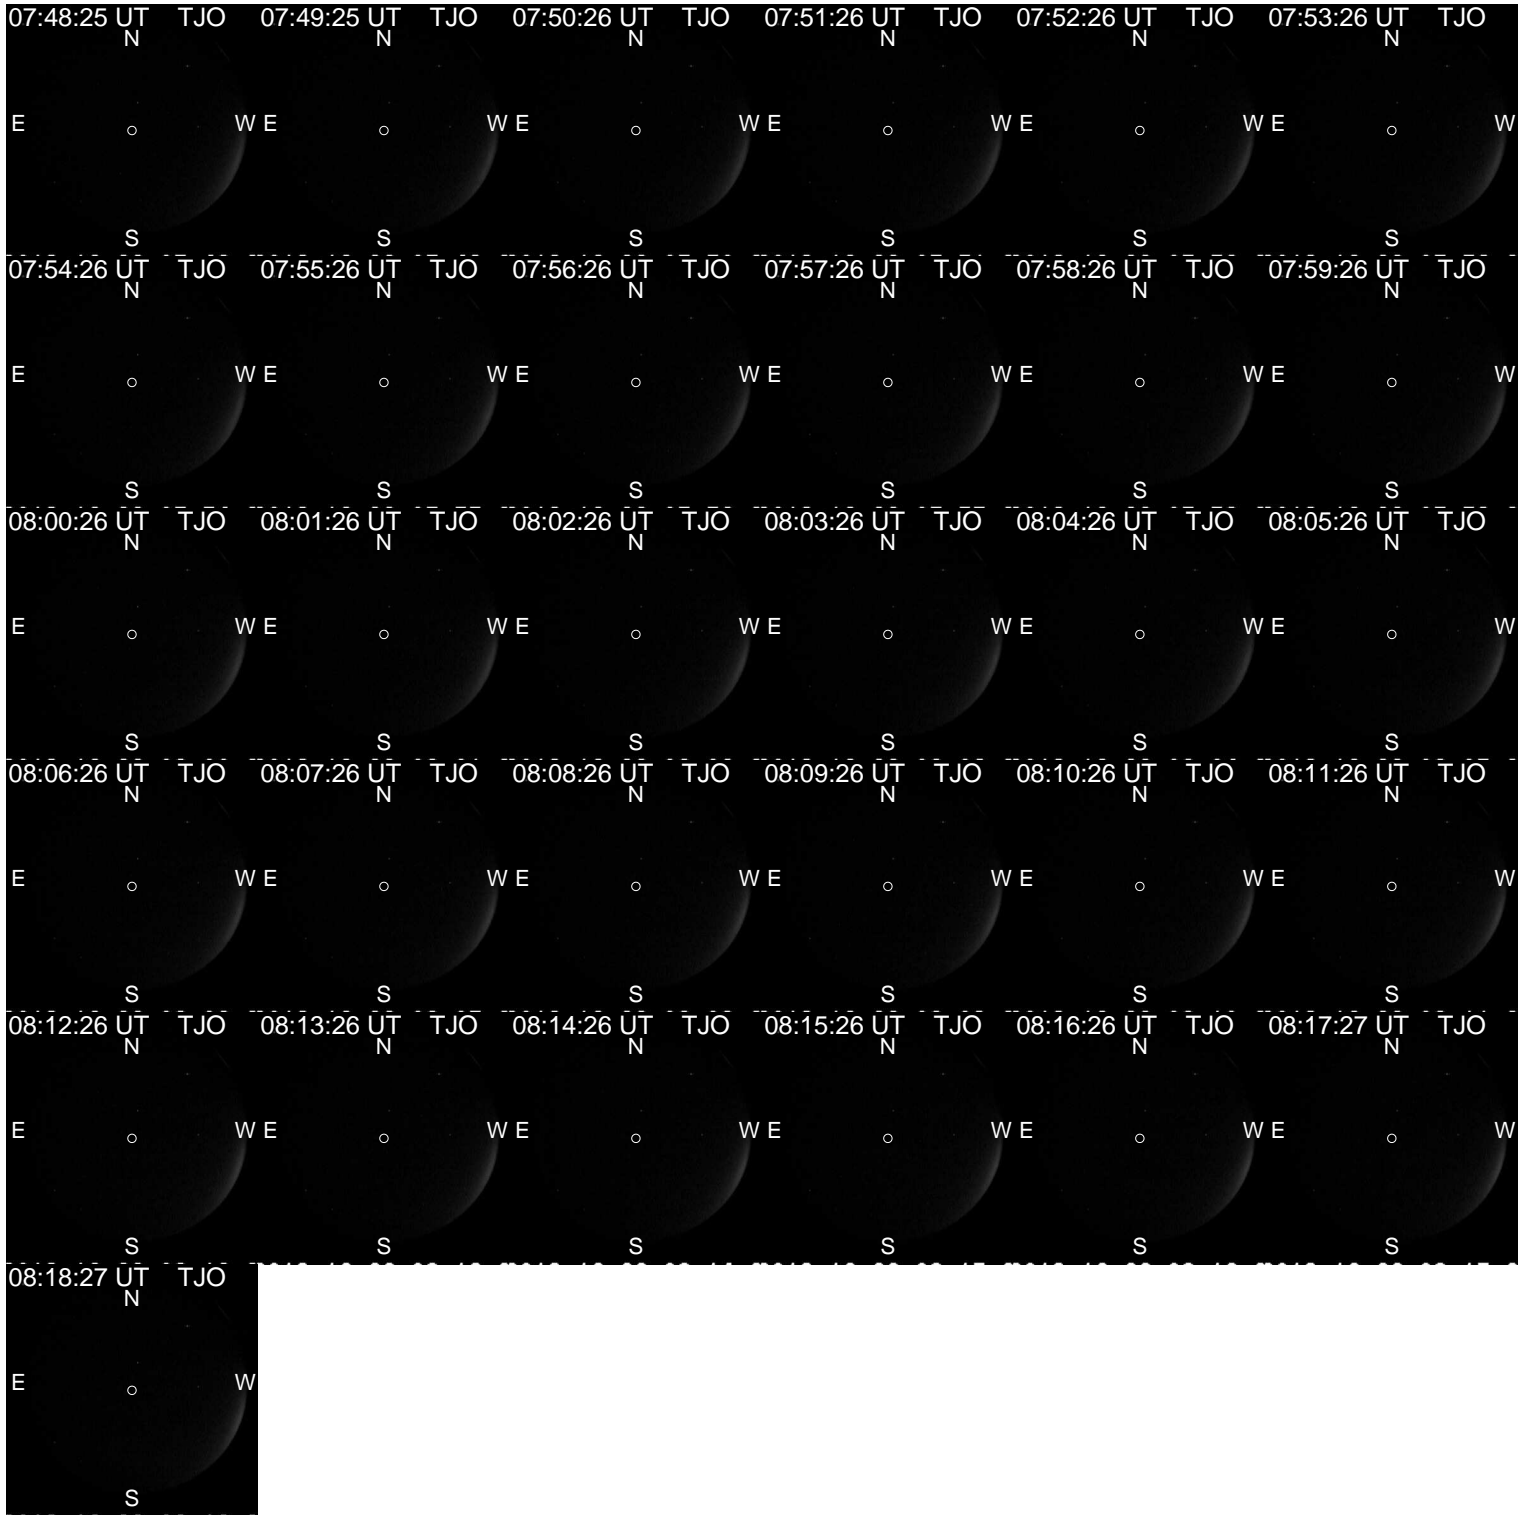 07:48:25 UT TJO 07:49:25 UT TJO 07:50:26 UT TJO 07:51:26 UT TJO 07:52:26 UT TJO 07:53:26 UT TJO
N N N N N N
E W E W E W E W E W E W
S S S S S S
07:54:26 UT TJO 07:55:26 UT TJO 07:56:26 UT TJO 07:57:26 UT TJO 07:58:26 UT TJO 07:59:26 UT TJO
N N N N N N
E W E W E W E W E W E W
S S S S S S
08:00:26 UT TJO 08:01:26 UT TJO 08:02:26 UT TJO 08:03:26 UT TJO 08:04:26 UT TJO 08:05:26 UT TJO
N N N N N N
E W E W E W E W E W E W
S S S S S S
08:06:26 UT TJO 08:07:26 UT TJO 08:08:26 UT TJO 08:09:26 UT TJO 08:10:26 UT TJO 08:11:26 UT TJO
N N N N N N
E W E W E W E W E W E W
S S S S S S
08:12:26 UT TJO 08:13:26 UT TJO 08:14:26 UT TJO 08:15:26 UT TJO 08:16:26 UT TJO 08:17:27 UT TJO
N N N N N N
E W E W E W E W E W E W
S S S S S S
08:18:27 UT TJO
N
E W
S